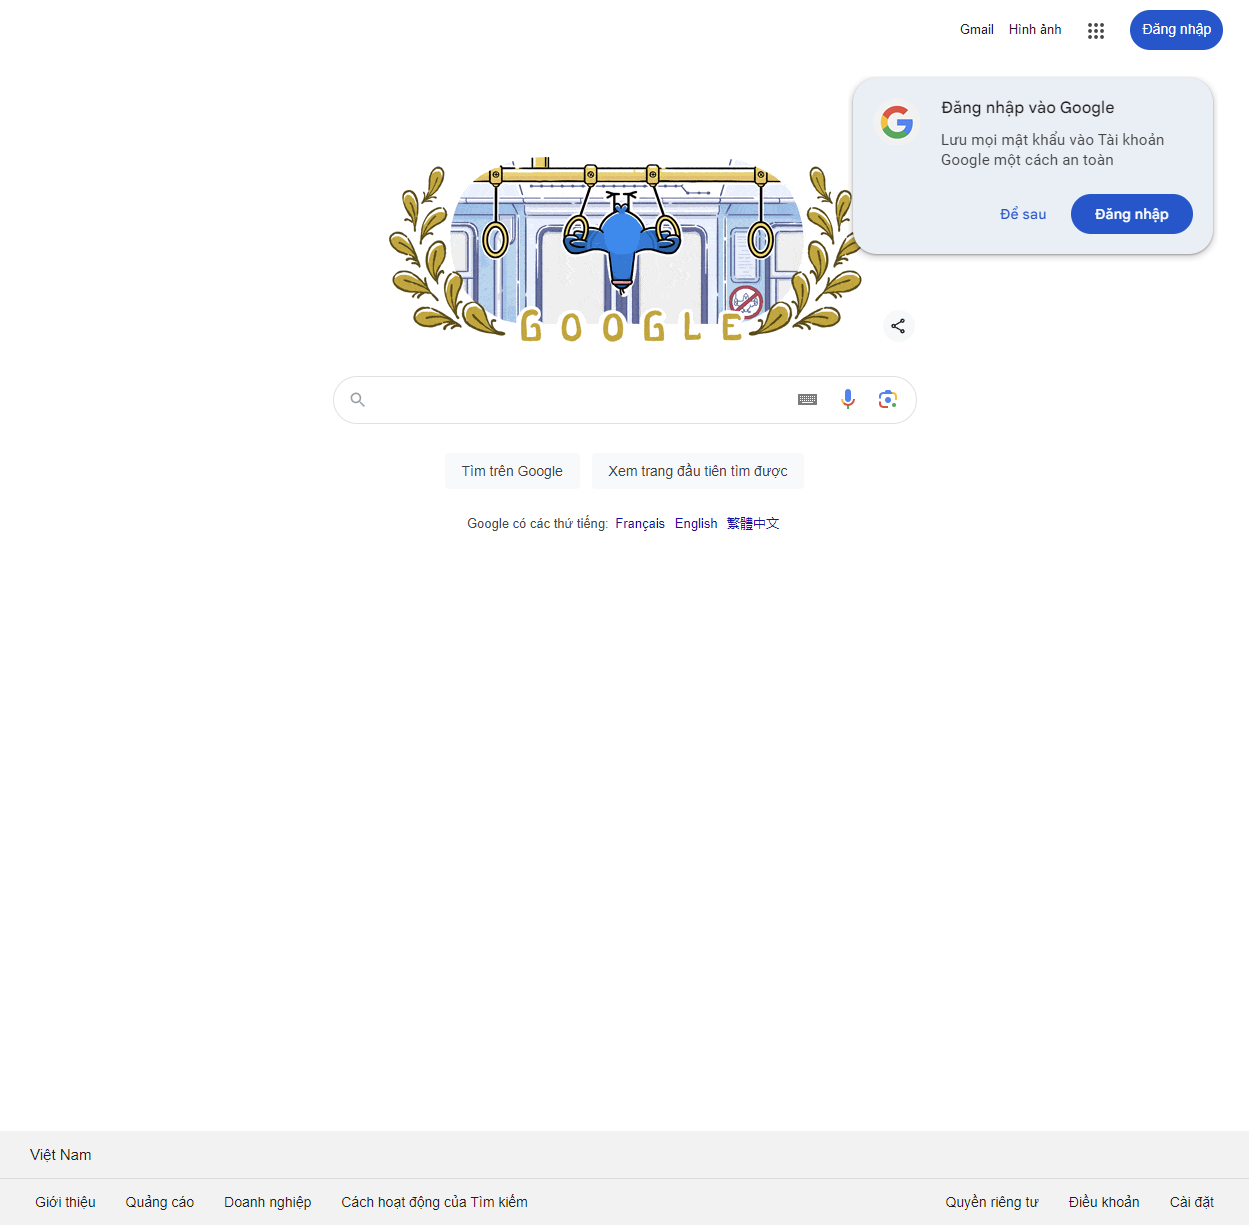 Gmail Hình ảnh Đăng nhập
Đăng nhập vào Google
Lưu mọi mật khẩu vào Tài khoản
Google một cách an toàn
Để sau Đăng nhập
GOOGLE
Tìm trên Google Xem trang đầu tiên tìm được
Google có các thứ tiếng: Français English 繁體中文
Việt Nam
Giới thiệu Quảng cáo Doanh nghiệp Cách hoạt động của Tìm kiếm Quyền riêng tư Điều khoản Cài đặt